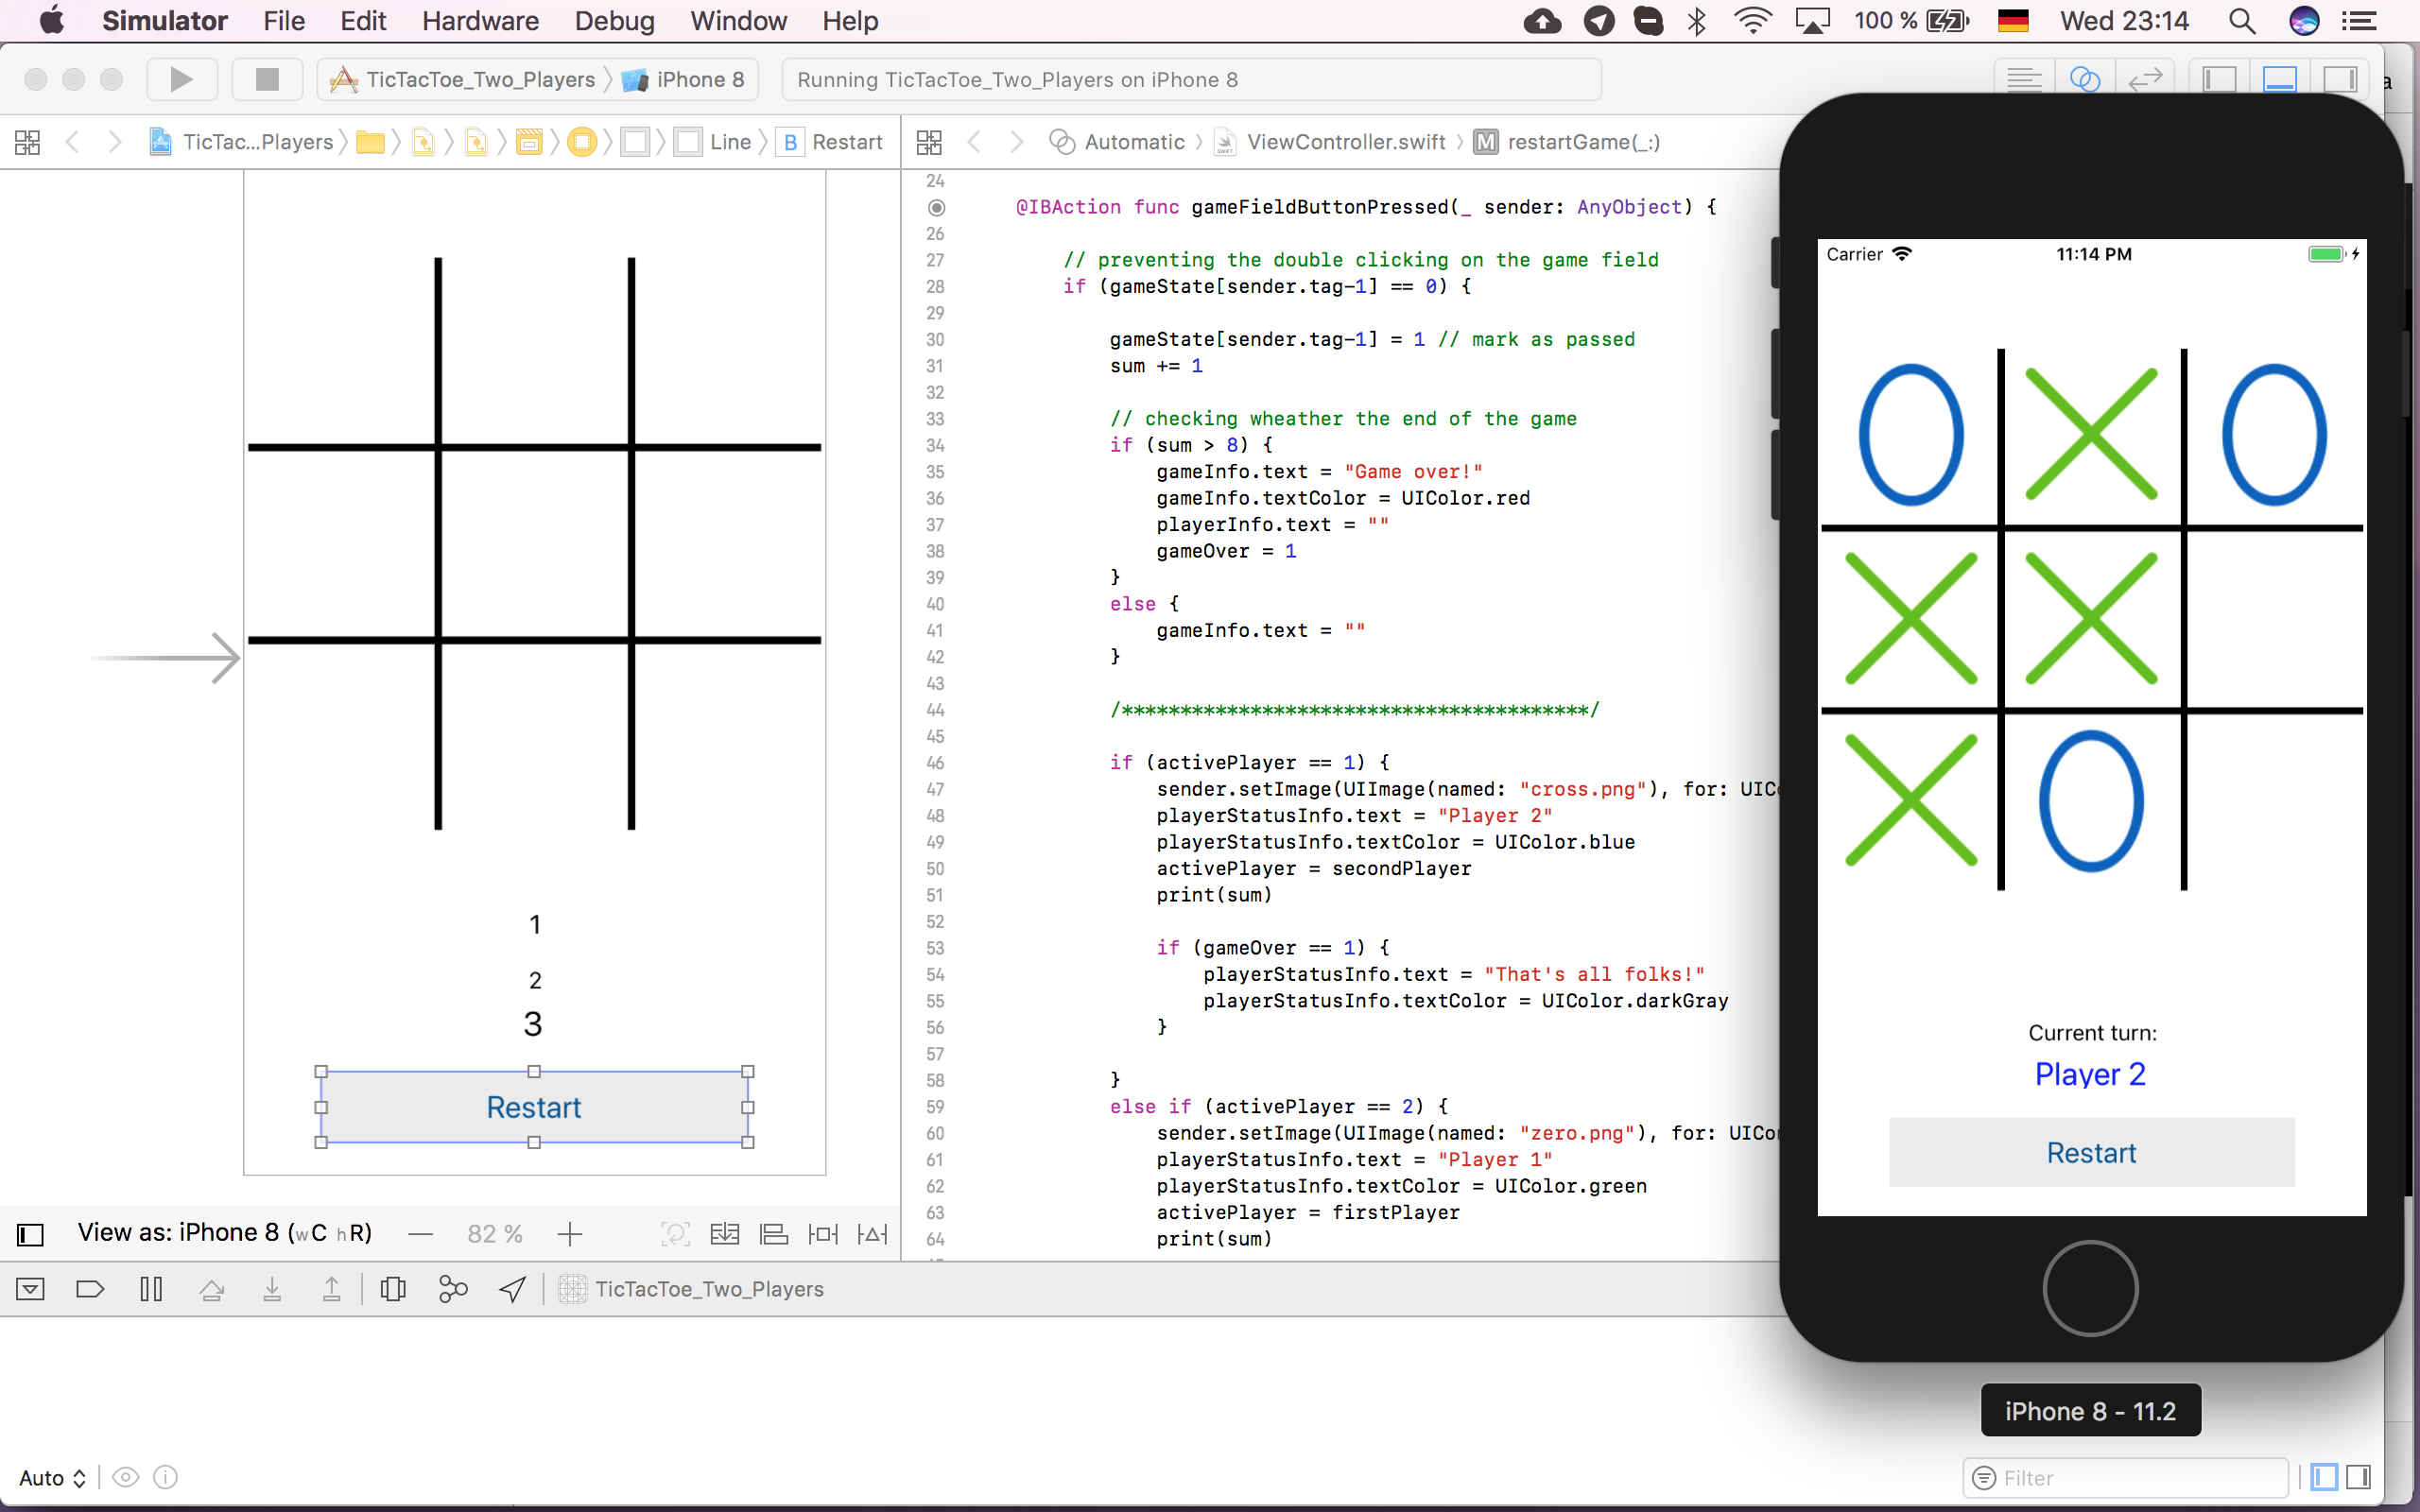 Simulator File Edit Hardware Debug Window Help 100 % Wed 23:14
TicTacToe_Two_Players iPhone 8 Running TicTacToe_Two_Players on iPhone 8
TicTac...Players Line B Restart
Automatic ViewController.swift M restartGame(_:)
24
@IBAction func gameFieldButtonPressed(_ sender: AnyObject) {
26
27 // preventing the double clicking on the game field
28 if (gameState[sender.tag-1] == 0) {
29
30 gameState[sender.tag-1] = 1 // mark as passed
31 sum += 1
32
33 // checking wheather the end of the game
34 if (sum > 8) {
35 gameInfo.text = "Game over!"
36 gameInfo.textColor = UIColor.red
37 playerInfo.text = ""
38 gameOver = 1
39 }
40 else {
41 gameInfo.text = ""
42 }
43
44 /****************************************/
45
46 if (activePlayer == 1) {
47 sender.setImage(UIImage(named: "cross.png"), for: UIC
48 playerStatusInfo.text = "Player 2"
49 playerStatusInfo.textColor = UIColor.blue
50 activePlayer = secondPlayer
51 print(sum)
52
53 if (gameOver == 1) {
54 playerStatusInfo.text = "That's all folks!"
55 playerStatusInfo.textColor = UIColor.darkGray
56 }
57
58 }
59 else if (activePlayer == 2) {
60 sender.setImage(UIImage(named: "zero.png"), for: UICo
61 playerStatusInfo.text = "Player 1"
62 playerStatusInfo.textColor = UIColor.green
63 activePlayer = firstPlayer
64 print(sum)
1
2
3
Restart
View as: iPhone 8 (wC hR) 82 %
TicTacToe_Two_Players
Auto
Filter
Carrier 11:14 PM
Current turn:
Player 2
Restart
iPhone 8 - 11.2